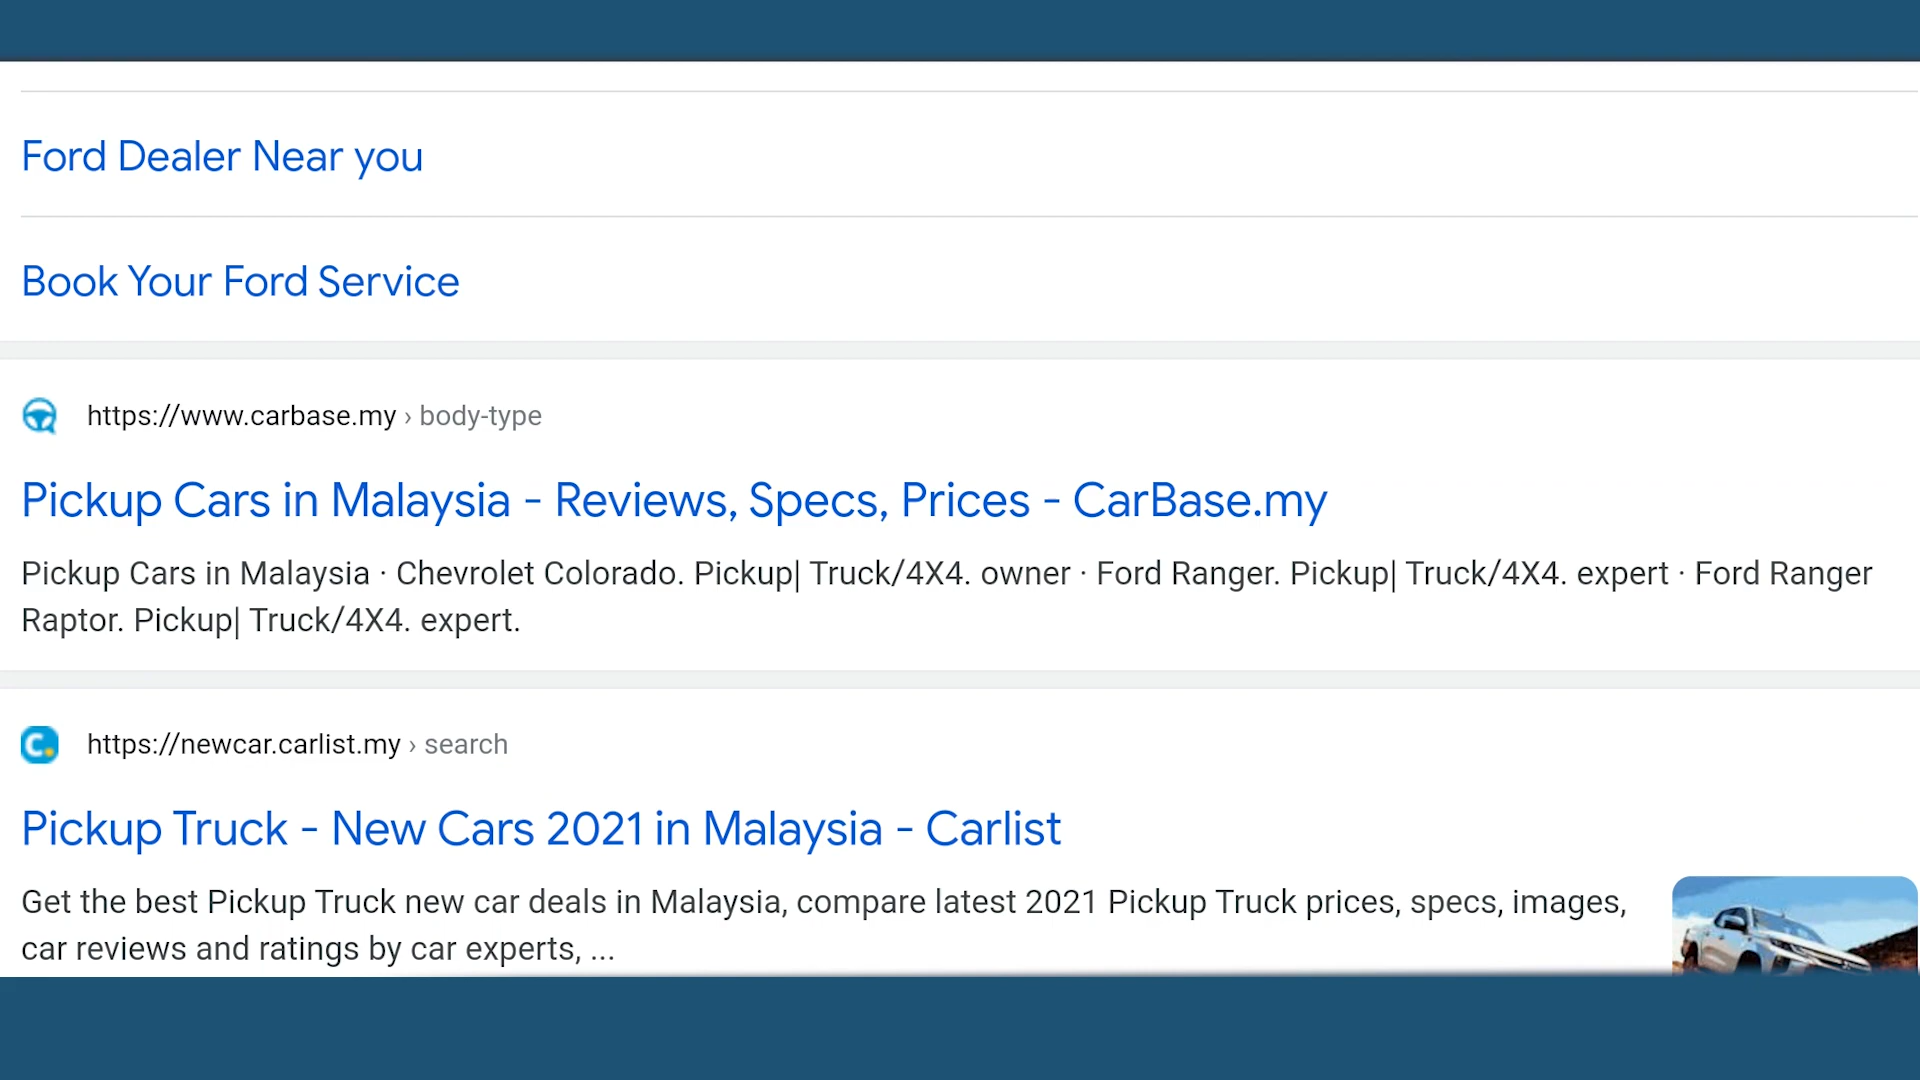 Ford Dealer Near you
Book Your Ford Service
https://www.carbase.my › body-type
Pickup Cars in Malaysia - Reviews, Specs, Prices - CarBase.my
Pickup Cars in Malaysia · Chevrolet Colorado. Pickup| Truck/4X4. owner · Ford Ranger. Pickup| Truck/4X4. expert · Ford Ranger
Raptor. Pickup| Truck/4X4. expert.
https://newcar.carlist.my › search
Pickup Truck - New Cars 2021 in Malaysia - Carlist
Get the best Pickup Truck new car deals in Malaysia, compare latest 2021 Pickup Truck prices, specs, images,
car reviews and ratings by car experts, ...